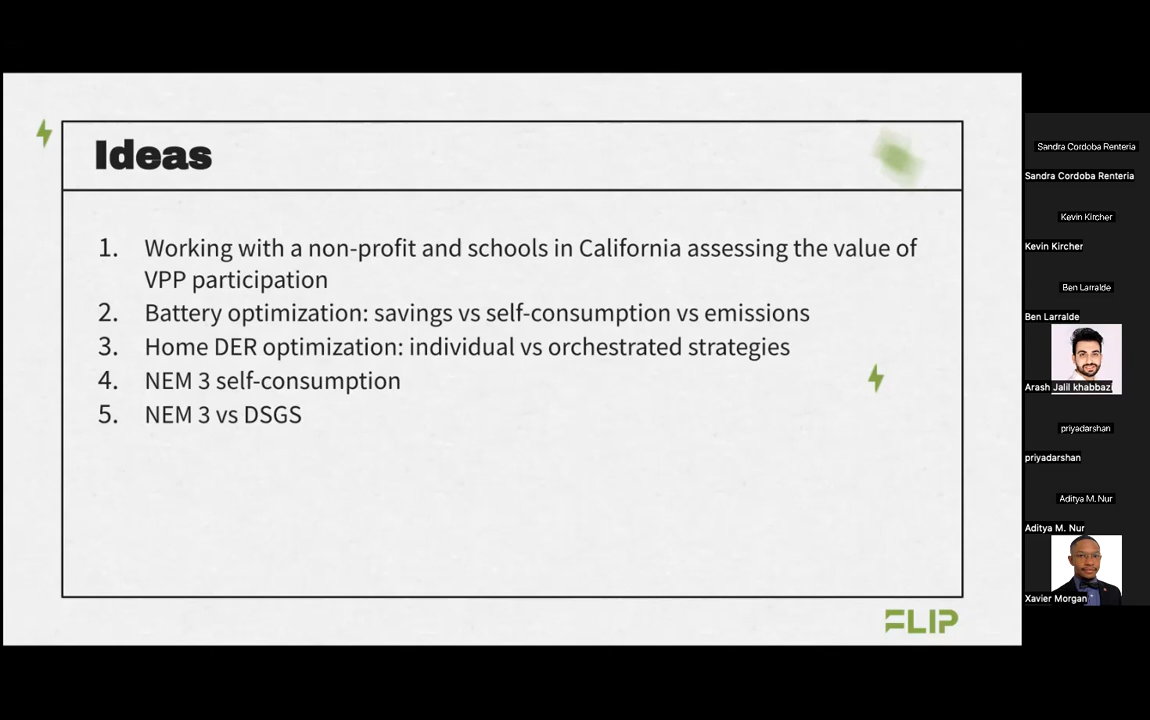 Ideas
1. Working with a non-profit and schools in California assessing the value of
VPP participation
2. Battery optimization: savings vs self-consumption vs emissions
3. Home DER optimization: individual vs orchestrated strategies
4. NEM 3 self-consumption
5. NEM 3 vs DSGS
FLIP
Sandra Cordoba Renteria
Sandra Cordoba Renteria
Kevin Kircher
Kevin Kircher
Ben Larralde
Ben Larralde
Arash Jalil khabbazi
priyadarshan
priyadarshan
Aditya M. Nur
Aditya M. Nur
Xavier Morgan